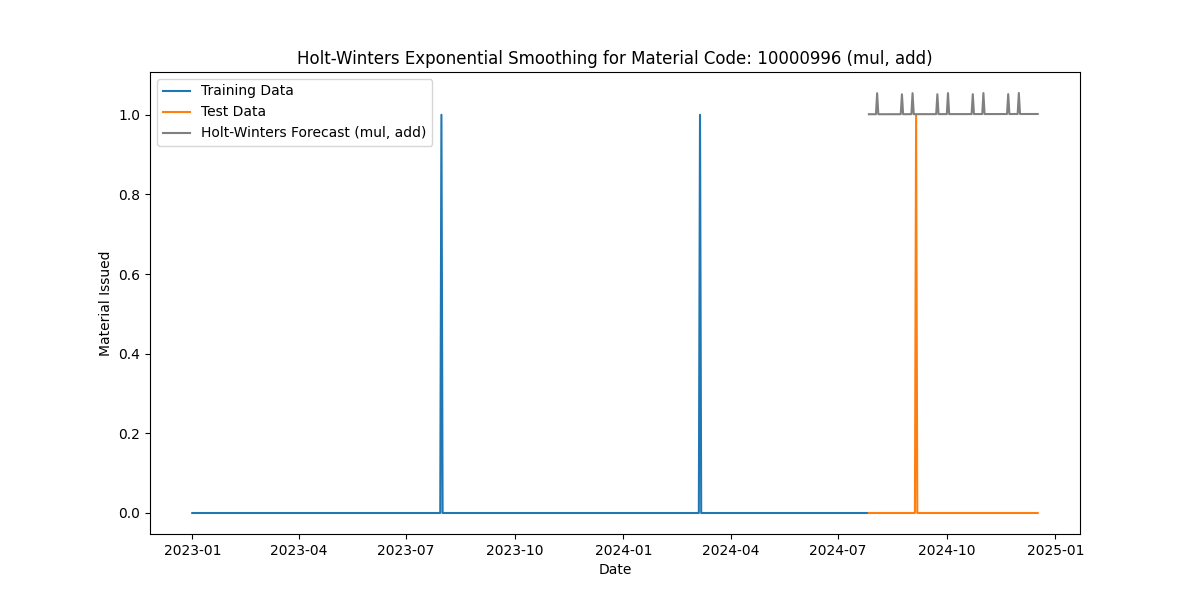 Holt-Winters Exponential Smoothing for Material Code: 10000996 (mul, add)
Training Data
Test Data
Holt-Winters Forecast (mul, add)
Material Issued
1.0
0.8
0.6
0.4
0.2
0.0
2023-01 2023-04 2023-07 2023-10 2024-01 2024-04 2024-07 2024-10 2025-01
Date